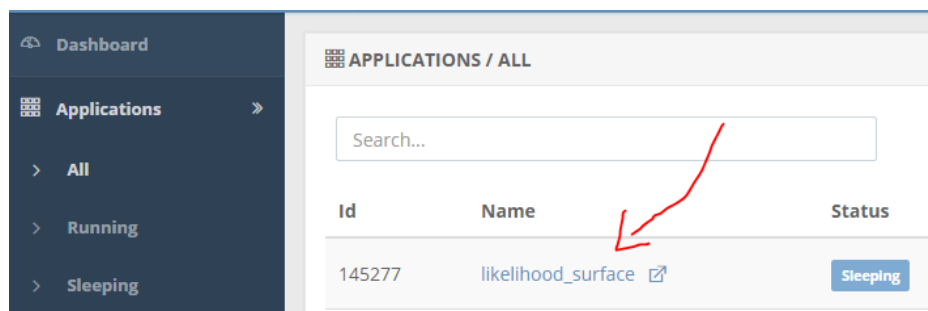 Dashboard
APPLICATIONS / ALL
Applications
Search...
All
Id Name Status
Running
145277 likelihood_surface Sleeping
Sleeping